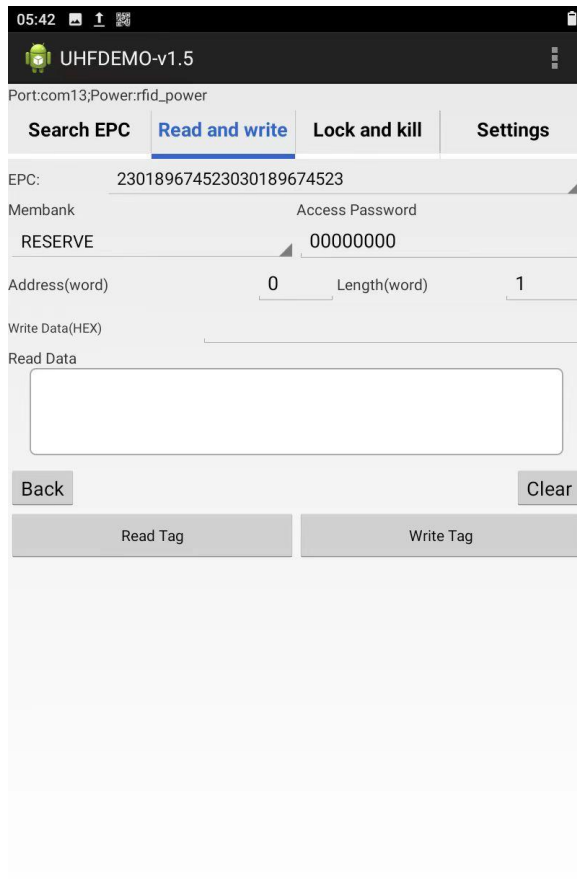 05:42
UHFDEMO-v1.5
Port:com13;Power:rfid_power
Search EPC Read and write Lock and kill Settings
EPC: 230189674523030189674523
Membank Access Password
RESERVE 00000000
Address(word) 0 Length(word) 1
Write Data(HEX)
Read Data
Back Clear
Read Tag Write Tag